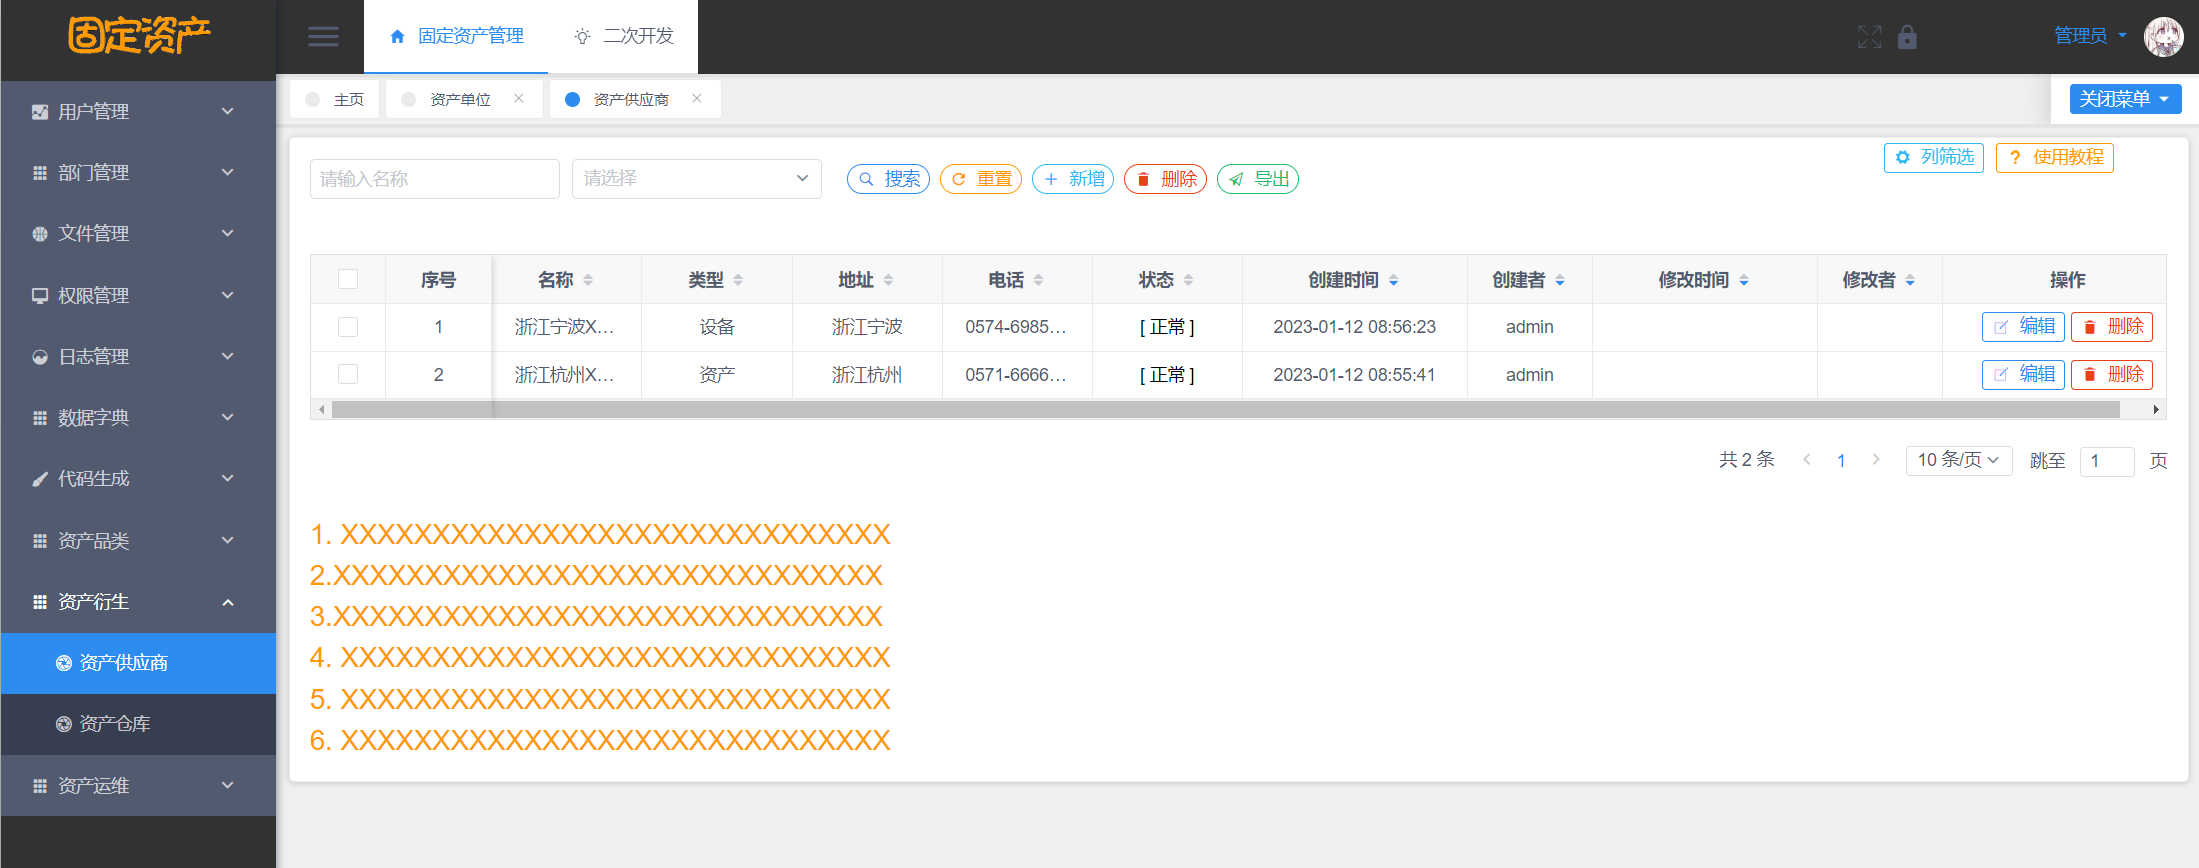 固定资产
固定资产管理
二次开发
管理员
用户管理
部门管理
文件管理
权限管理
日志管理
数据字典
代码生成
资产品类
资产衍生
资产供应商
资产仓库
资产运维
主页
资产单位
资产供应商
关闭菜单
请输入名称
请选择
搜索
重置
新增
删除
导出
列筛选
? 使用教程
序号 名称 类型 地址 电话 状态 创建时间 创建者 修改时间 修改者 操作
1 浙江宁波X… 设备 浙江宁波 0574-6985… [ 正常 ] 2023-01-12 08:56:23 admin 编辑 删除
2 浙江杭州X… 资产 浙江杭州 0571-6666… [ 正常 ] 2023-01-12 08:55:41 admin 编辑 删除
共 2 条 1 10 条/页 跳至 1 页
1. XXXXXXXXXXXXXXXXXXXXXXXXXXXXXX
2.XXXXXXXXXXXXXXXXXXXXXXXXXXXXXX
3.XXXXXXXXXXXXXXXXXXXXXXXXXXXXXX
4. XXXXXXXXXXXXXXXXXXXXXXXXXXXXXX
5. XXXXXXXXXXXXXXXXXXXXXXXXXXXXXX
6. XXXXXXXXXXXXXXXXXXXXXXXXXXXXXX